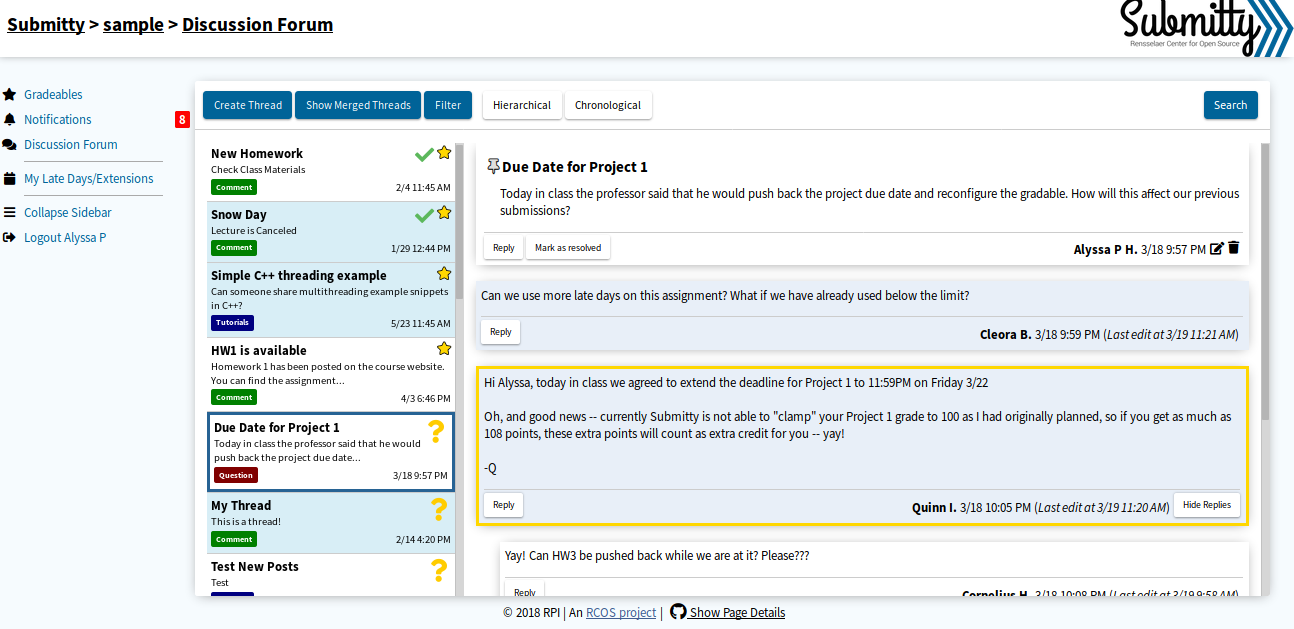 Submitty > sample > Discussion Forum
Submitty
Rensselaer Center for Open Source
Gradeables
Notifications
8
Discussion Forum
My Late Days/Extensions
Collapse Sidebar
Logout Alyssa P
Create Thread
Show Merged Threads
Filter
Hierarchical
Chronological
Search
New Homework
Check Class Materials
Comment
2/4 11:45 AM
Snow Day
Lecture is Canceled
Comment
1/29 12:44 PM
Simple C++ threading example
Can someone share multithreading example snippets
in C++?
Tutorials
5/23 11:45 AM
HW1 is available
Homework 1 has been posted on the course website.
You can find the assignment...
Comment
4/3 6:46 PM
Due Date for Project 1
Today in class the professor said that he would
push back the project due date...
Question
3/18 9:57 PM
My Thread
This is a thread!
Comment
2/14 4:20 PM
Test New Posts
Test
Due Date for Project 1
Today in class the professor said that he would push back the project due date and reconfigure the gradable. How will this affect our previous
submissions?
Reply
Mark as resolved
Alyssa P H. 3/18 9:57 PM
Can we use more late days on this assignment? What if we have already used below the limit?
Reply
Cleora B. 3/18 9:59 PM (Last edit at 3/19 11:21 AM)
Hi Alyssa, today in class we agreed to extend the deadline for Project 1 to 11:59PM on Friday 3/22
Oh, and good news -- currently Submitty is not able to "clamp" your Project 1 grade to 100 as I had originally planned, so if you get as much as
108 points, these extra points will count as extra credit for you -- yay!
-Q
Reply
Quinn I. 3/18 10:05 PM (Last edit at 3/19 11:20 AM)
Hide Replies
Yay! Can HW3 be pushed back while we are at it? Please???
Reply
Cornelius H. 3/18 10:08 PM (Last edit at 3/19 9:58 AM)
© 2018 RPI | An RCOS project | Show Page Details